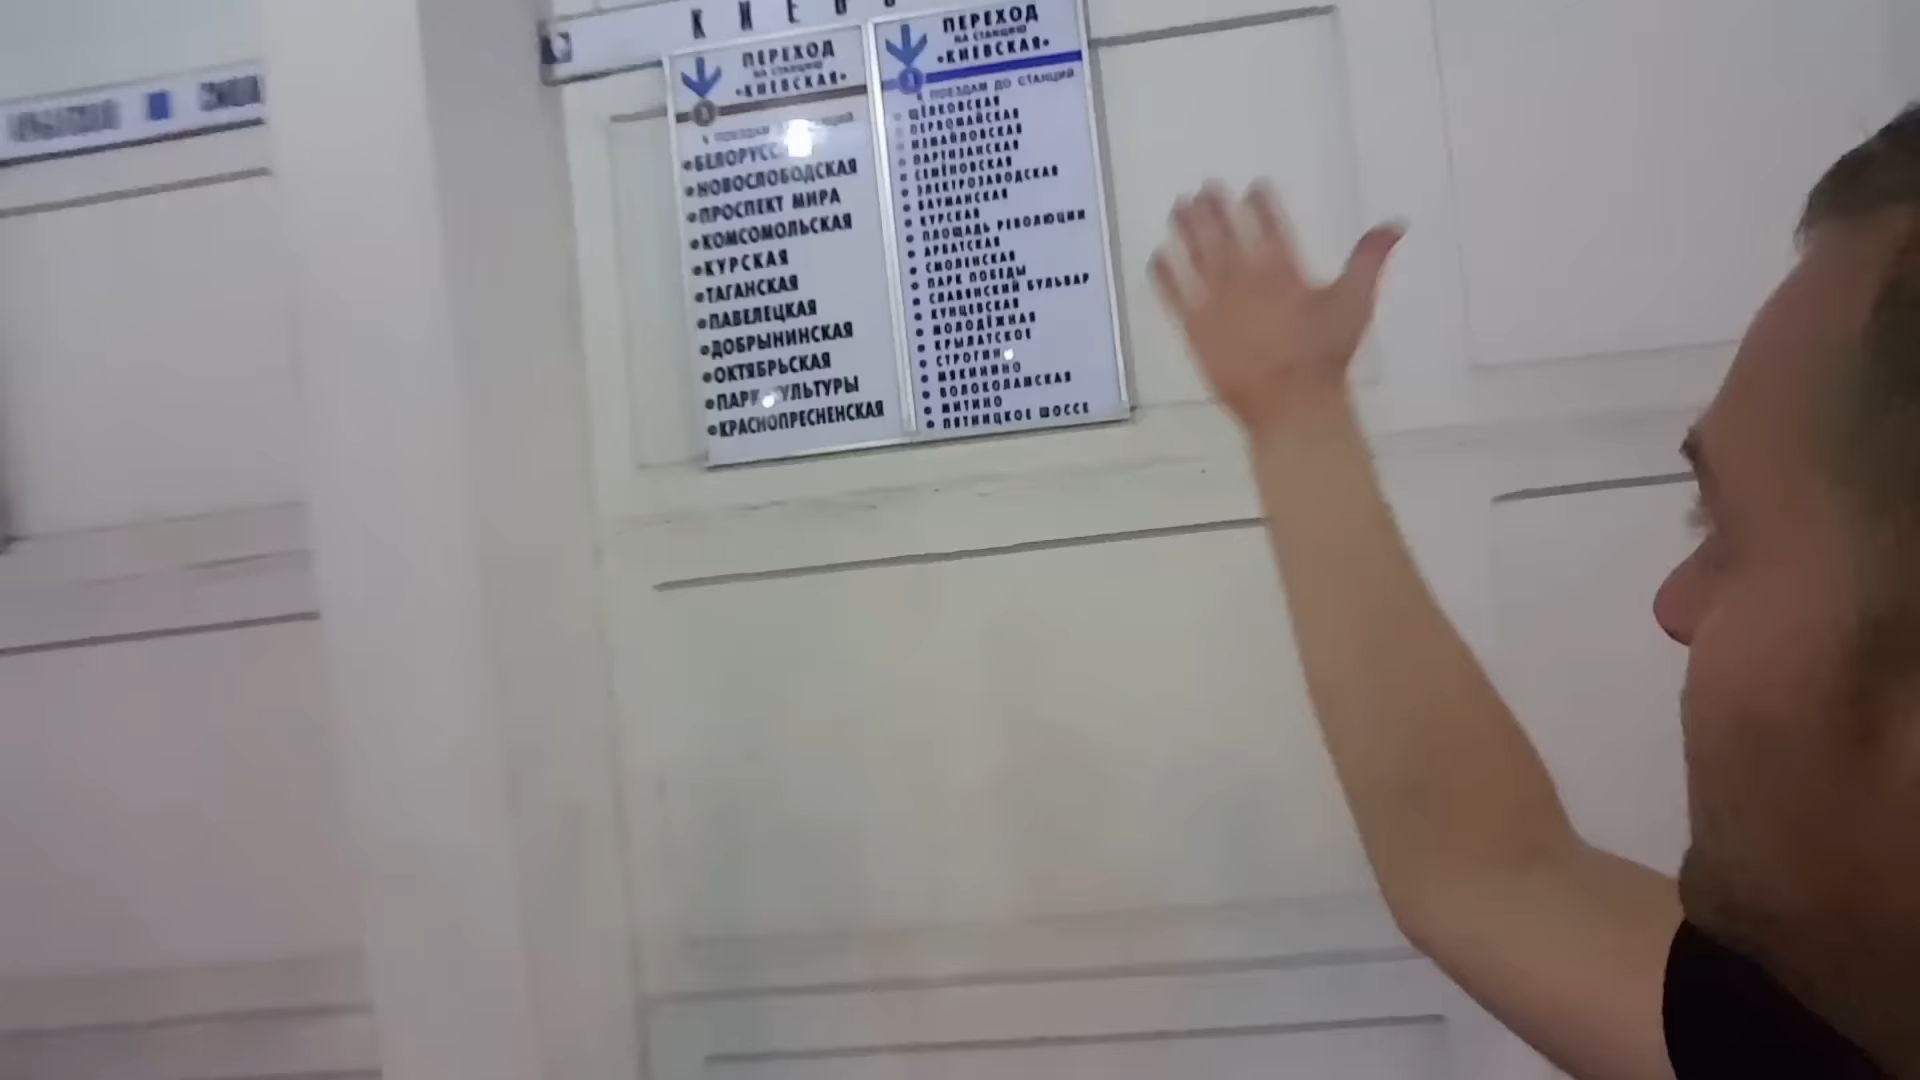 ПЕРЕХОД
НА СТАНЦИЮ
«КИЕВСКАЯ»
К ПОЕЗДАМ
НОВОСЛОБОДСКАЯ
ПРОСПЕКТ МИРА
КОМСОМОЛЬСКАЯ
КУРСКАЯ
ТАГАНСКАЯ
ПАВЕЛЕЦКАЯ
ДОБРЫНИНСКАЯ
ОКТЯБРЬСКАЯ
ПАРК КУЛЬТУРЫ
КРАСНОПРЕСНЕНСКАЯ
ПЕРЕХОД
НА СТАНЦИЮ
«КИЕВСКАЯ»
К ПОЕЗДАМ ДО СТАНЦИЙ
ЩЁЛКОВСКАЯ
ПЕРВОМАЙСКАЯ
ИЗМАЙЛОВСКАЯ
ПАРТИЗАНСКАЯ
СЕМЁНОВСКАЯ
ЭЛЕКТРОЗАВОДСКАЯ
БАУМАНСКАЯ
КУРСКАЯ
ПЛОЩАДЬ РЕВОЛЮЦИИ
АРБАТСКАЯ
СМОЛЕНСКАЯ
ПАРК ПОБЕДЫ
СЛАВЯНСКИЙ БУЛЬВАР
КУНЦЕВСКАЯ
МОЛОДЁЖНАЯ
КРЫЛАТСКОЕ
СТРОГИНО
МЯКИНИНО
ВОЛОКОЛАМСКАЯ
МИТИНО
ПЯТНИЦКОЕ ШОССЕ